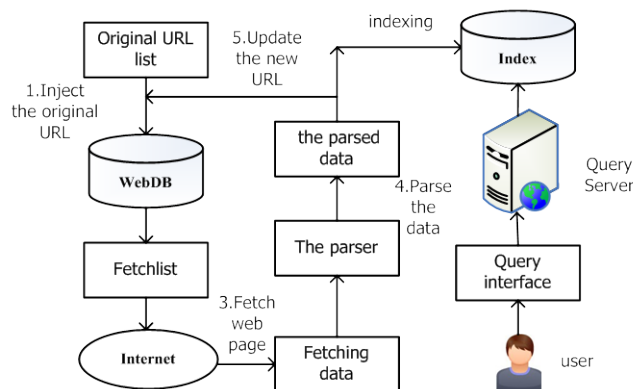 Original URL
list
5.Update
the new
URL
indexing
Index
1.Inject
the original
URL
the parsed
data
WebDB
4.Parse
the
data
Query
Server
The parser
Fetchlist
Query
interface
3.Fetch
web
page
Internet
Fetching
data
user